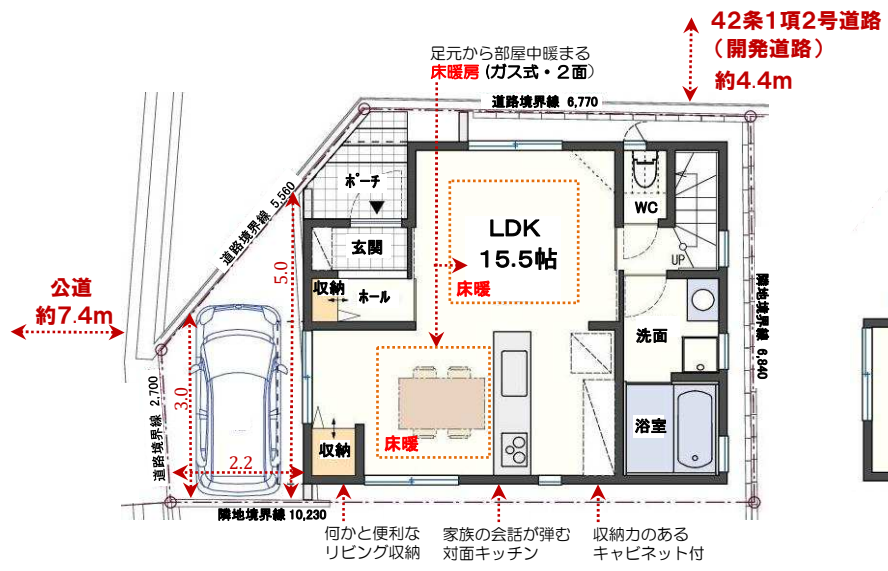 42条1項2号道路
（開発道路）
約4.4m
足元から部屋中暖まる
床暖房 (ガス式・2面)
道路境界線 6,770
道路境界線 5,560
ポーチ
WC
LDK
15.5帖
玄関
UP
床暖
収納
ホール
5.0
公道
約7.4m
隣地境界線 6,840
洗面
3.0
道路境界線 2,700
浴室
床暖
収納
2.2
隣地境界線 10,230
何かと便利な
リビング収納
家族の会話が弾む
対面キッチン
収納力のある
キャビネット付